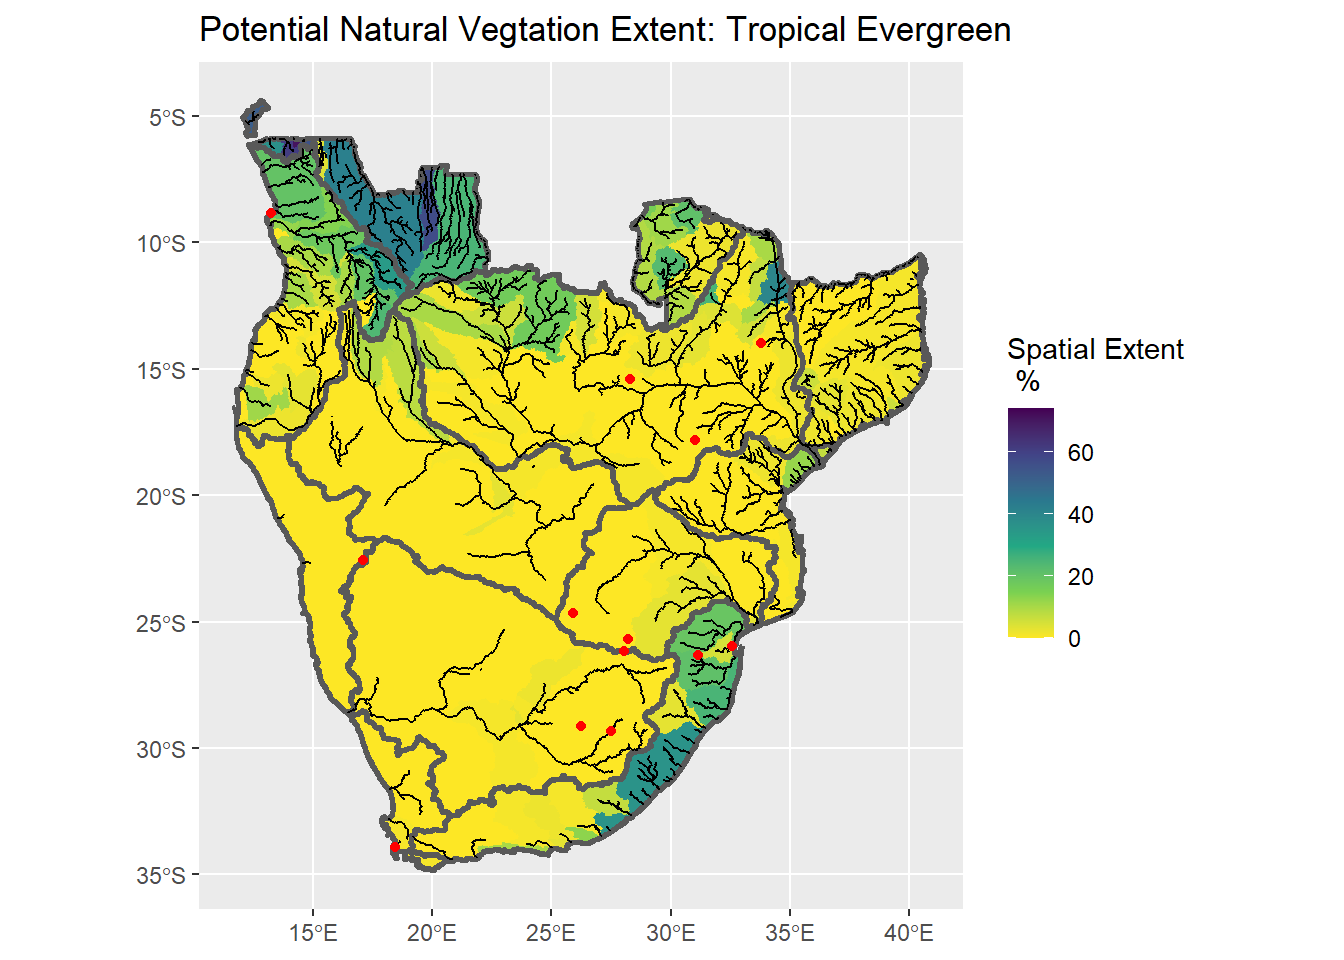 Potential Natural Vegtation Extent: Tropical Evergreen
5°S
10°S
15°S
20°S
25°S
30°S
35°S
15°E
20°E
25°E
30°E
35°E
40°E
Spatial Extent
%
60
40
20
0